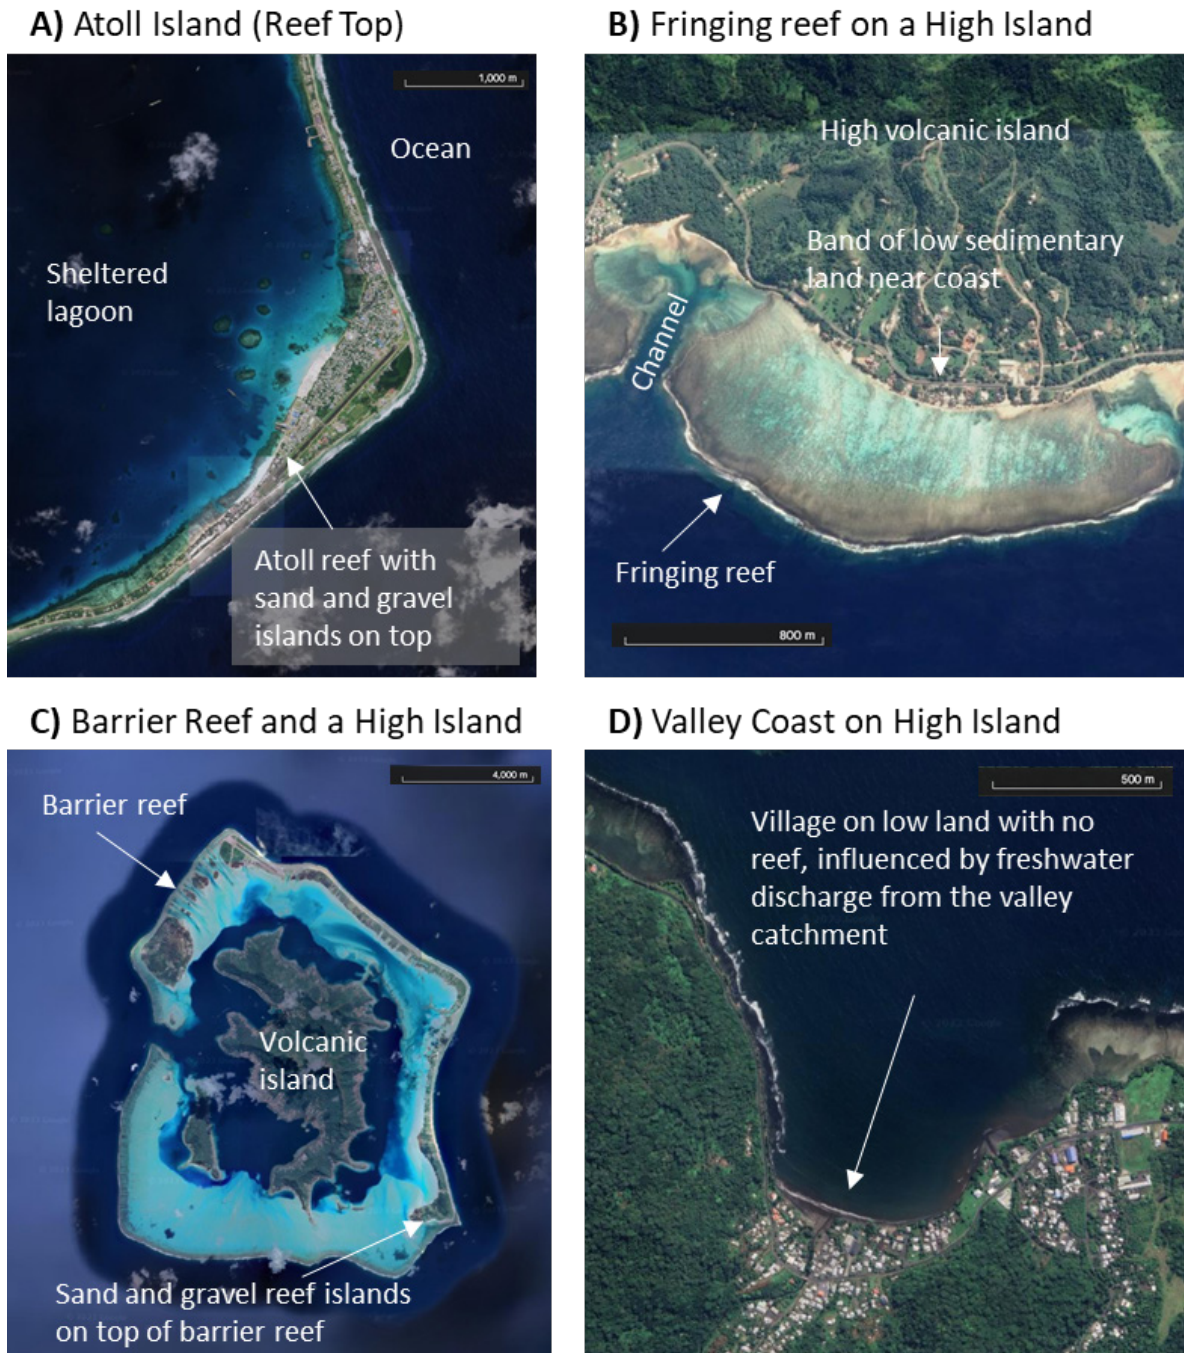 A) Atoll Island (Reef Top)
1,000 m
Ocean
Sheltered
lagoon
Atoll reef with
sand and gravel
islands on top
B) Fringing reef on a High Island
High volcanic island
Band of low sedimentary
land near coast
Channel
Fringing reef
800 m
C) Barrier Reef and a High Island
4,000 m
Barrier reef
Volcanic
island
Sand and gravel reef islands
on top of barrier reef
D) Valley Coast on High Island
500 m
Village on low land with no
reef, influenced by freshwater
discharge from the valley
catchment